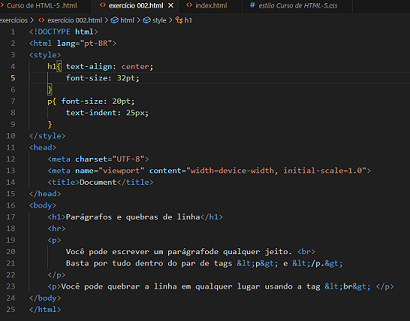 Curso de HTML-5 .html
exercício 002.html
index.html
estilo Curso de HTML-5.css
exercícios > exercício 002.html > html > style > h1
1 <!DOCTYPE html>
2 <html lang="pt-BR">
3 <style>
4 h1{ text-align: center;
5 font-size: 32pt;
6 }
7 p{ font-size: 20pt;
8 text-indent: 25px;
9 }
10 </style>
11 <head>
12 <meta charset="UTF-8">
13 <meta name="viewport" content="width=device-width, initial-scale=1.0">
14 <title>Document</title>
15 </head>
16 <body>
17 <h1>Parágrafos e quebras de linha</h1>
18 <hr>
19 <p>
20 Você pode escrever um parágrafode qualquer jeito. <br>
21 Basta por tudo dentro do par de tags &lt;p&gt; e &lt;/p.&gt;
22 </p>
23 <p>Você pode quebrar a linha em qualquer lugar usando a tag &lt;br&gt; </p>
24 </body>
25 </html>